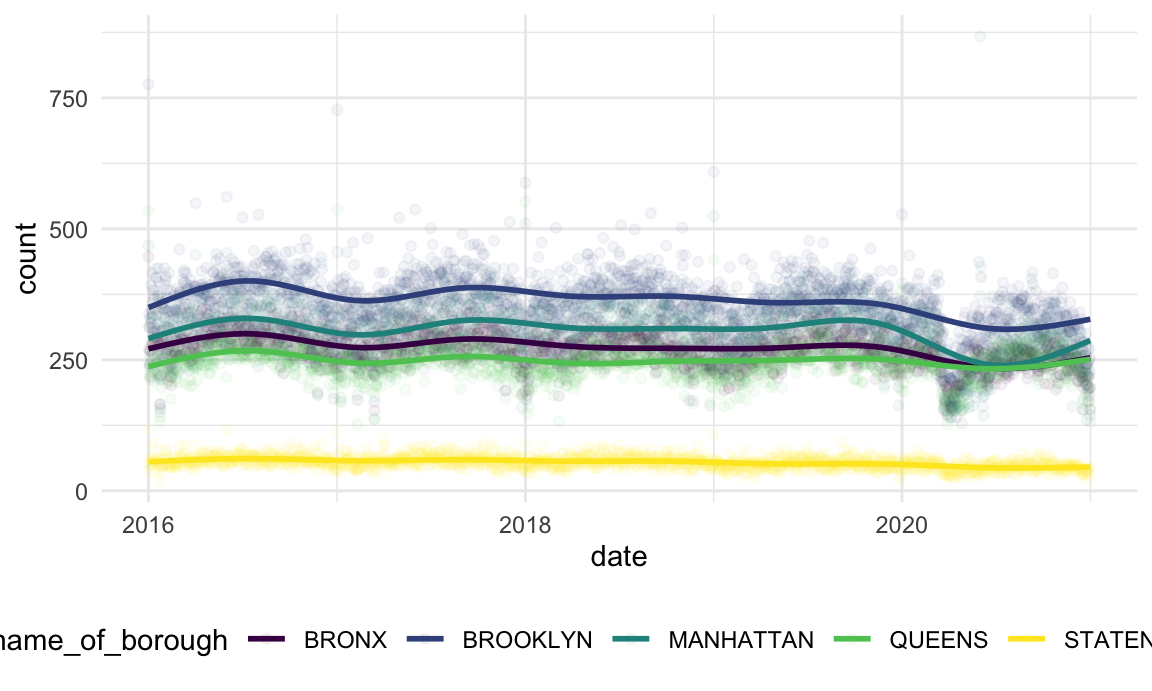 750
500
250
0
count
2016 2018 2020
date
name_of_borough BRONX BROOKLYN MANHATTAN QUEENS STATEN